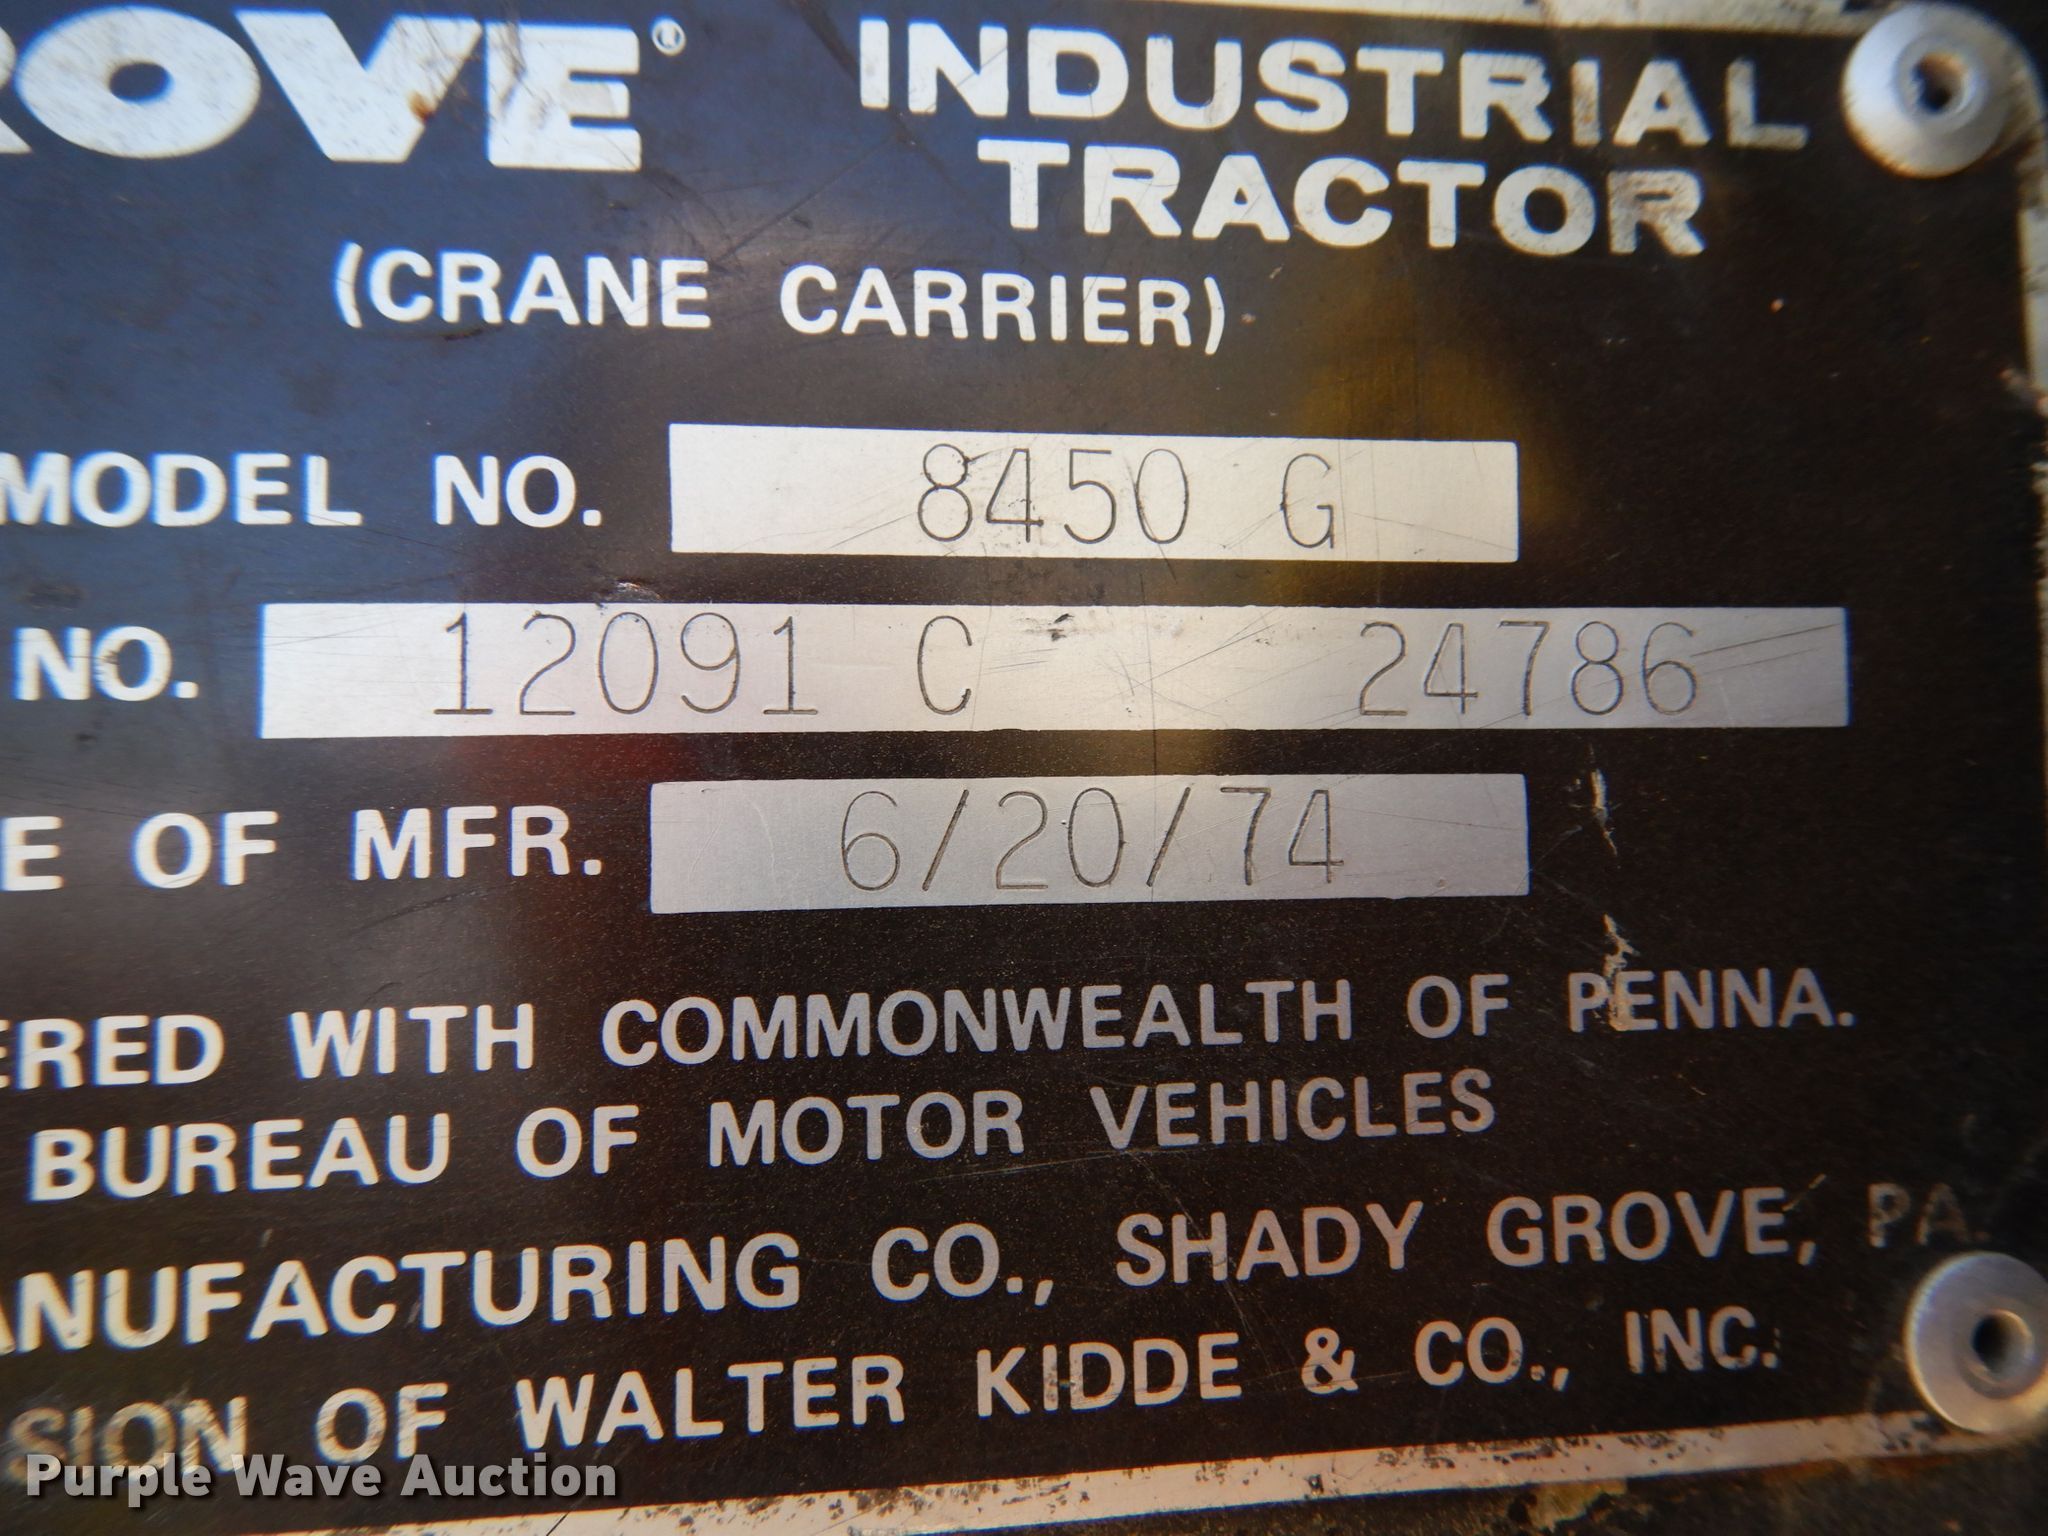 ROVE® INDUSTRIAL
TRACTOR
(CRANE CARRIER)
MODEL NO. 8450 G
NO. 12091 C 24786
E OF MFR. 6/20/74
ERED WITH COMMONWEALTH OF PENNA.
BUREAU OF MOTOR VEHICLES
ANUFACTURING CO., SHADY GROVE, PA.
SION OF WALTER KIDDE & CO., INC.
Purple Wave Auction